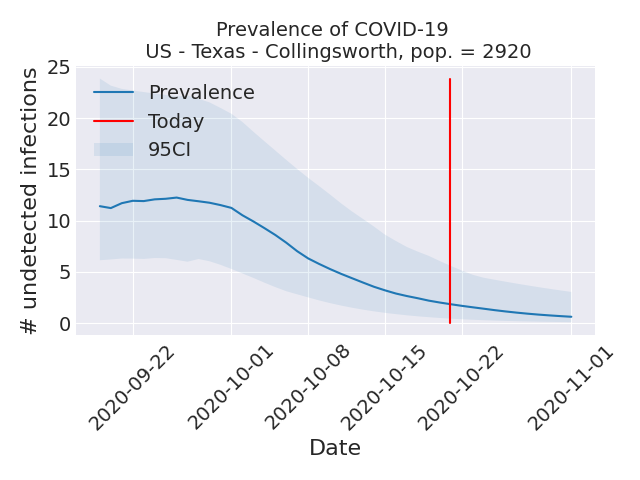 Prevalence of COVID-19
US - Texas - Collingsworth, pop. = 2920
# undetected infections
25
20
15
10
5
0
Prevalence
Today
95CI
2020-09-22
2020-10-01
2020-10-08
2020-10-15
2020-10-22
2020-11-01
Date